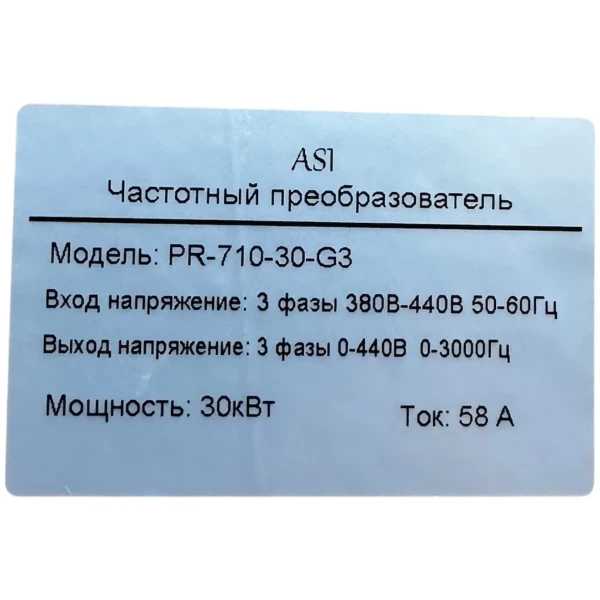 ASI
Частотный преобразователь
Модель: PR-710-30-G3
Вход напряжение: 3 фазы 380В-440В 50-60Гц
Выход напряжение: 3 фазы 0-440В 0-3000Гц
Мощность: 30кВт
Ток: 58 А